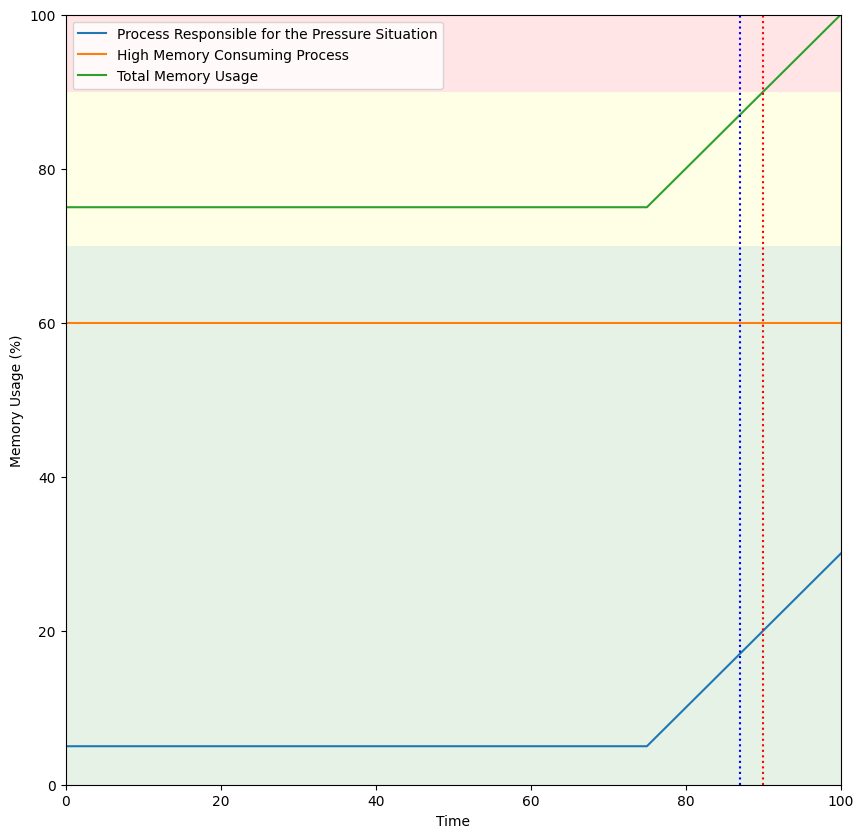 100
80
60
40
20
0
Memory Usage (%)
Process Responsible for the Pressure Situation
High Memory Consuming Process
Total Memory Usage
0 20 40 60 80 100
Time